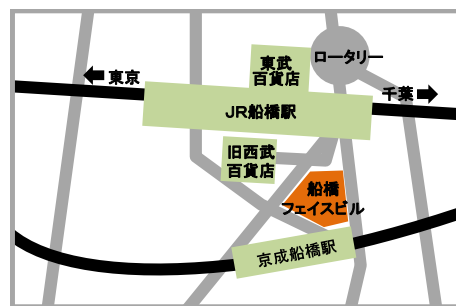 東武
百貨店
ロータリー
東京
千葉
JR船橋駅
旧西武
百貨店
船橋
フェイスビル
京成船橋駅